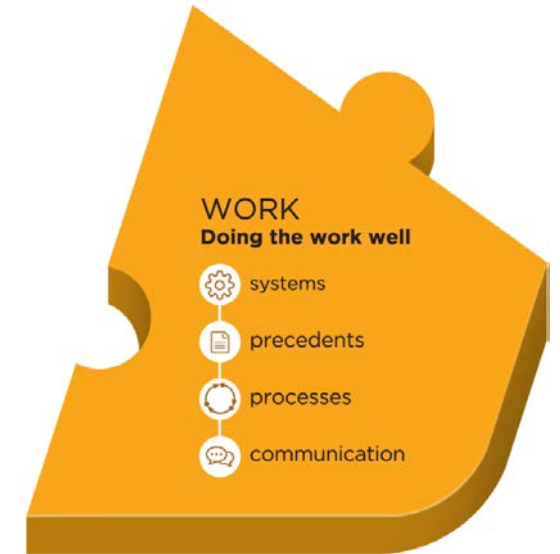 WORK
Doing the work well
systems
precedents
processes
communication